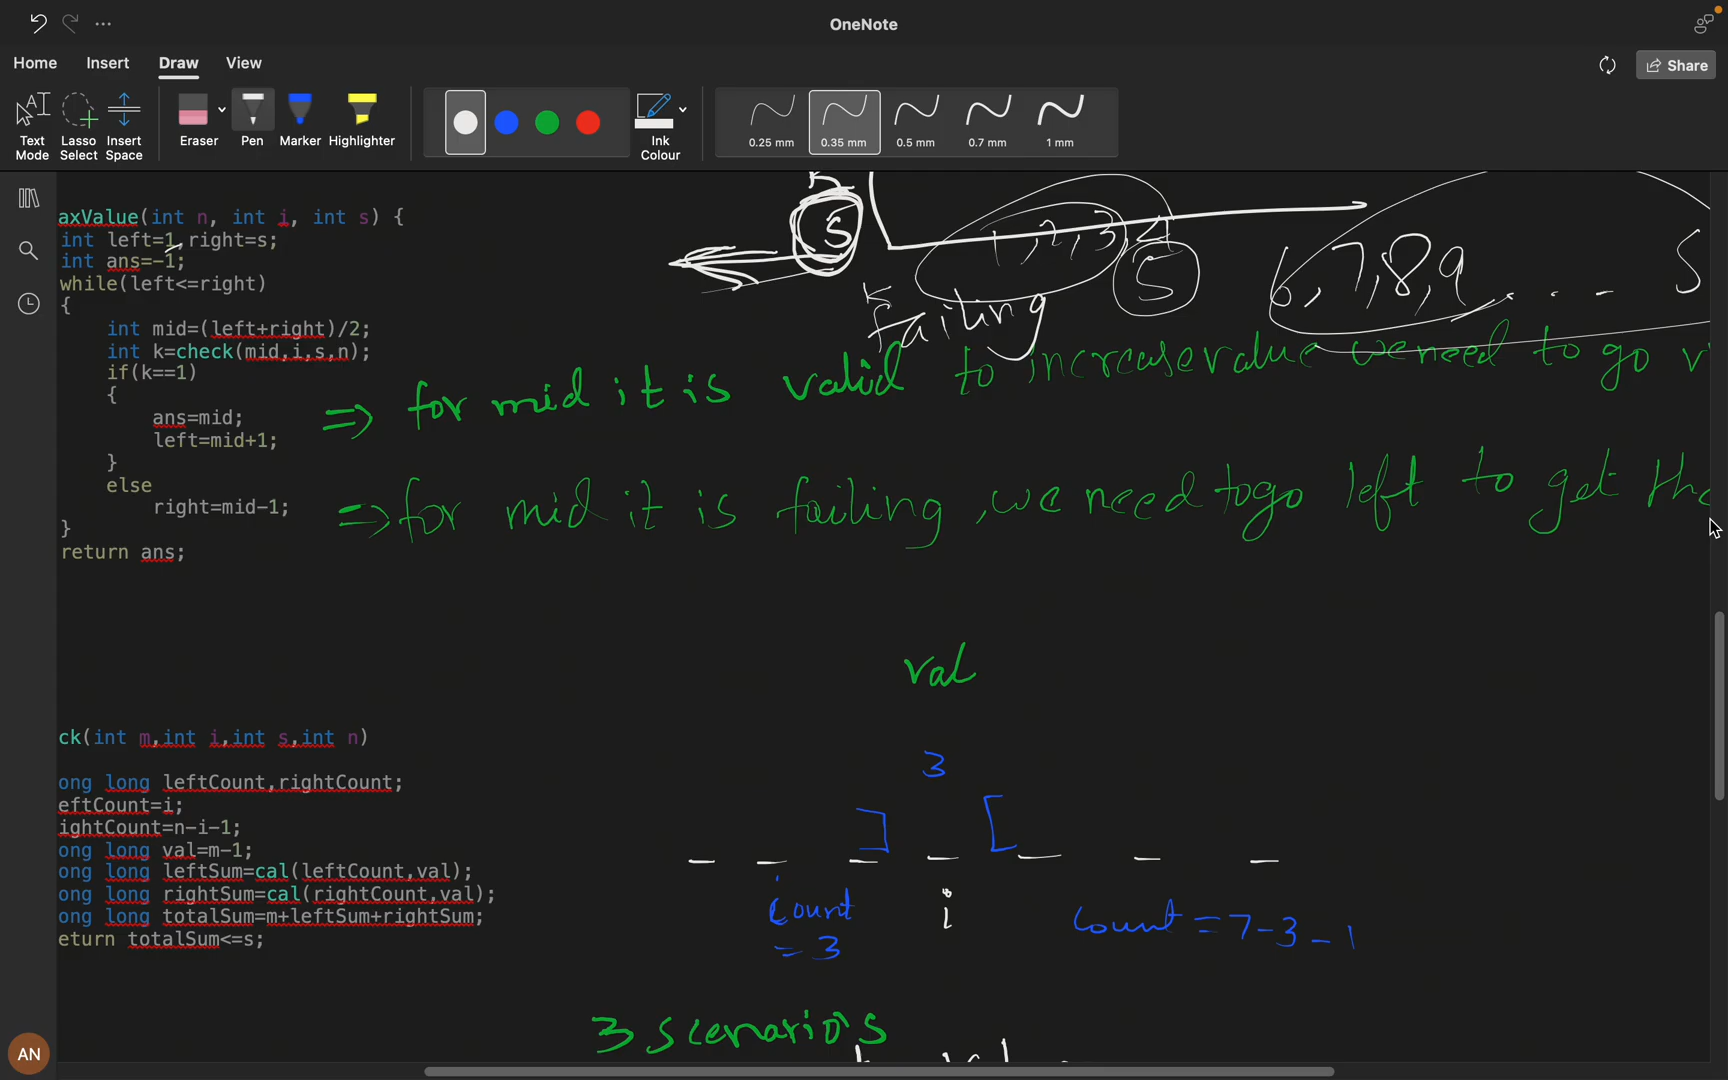 OneNote
Home Insert Draw View
Share
Text Mode
Lasso Select
Insert Space
Eraser
Pen
Marker
Highlighter
Ink Colour
0.25 mm
0.35 mm
0.5 mm
0.7 mm
1 mm
axValue(int n, int i, int s) {
int left=1,right=s;
int ans=-1;
while(left<=right)
{
int mid=(left+right)/2;
int k=check(mid,i,s,n);
if(k==1)
{
ans=mid;
left=mid+1;
}
else
right=mid-1;
}
return ans;
5
1,2,3,4
5
6,7,8,9 .... S
failing
=> for mid it is valid to increase value we need to go
=> for mid it is failing, we need to go left to get the
val
3
ck(int m,int i,int s,int n)
ong long leftCount,rightCount;
eftCount=i;
ightCount=n-i-1;
ong long val=m-1;
ong long leftSum=cal(leftCount,val);
ong long rightSum=cal(rightCount,val);
ong long totalSum=m+leftSum+rightSum;
eturn totalSum<=s;
] [
count = 3
i
count = 7-3-1
3 scenario's
AN